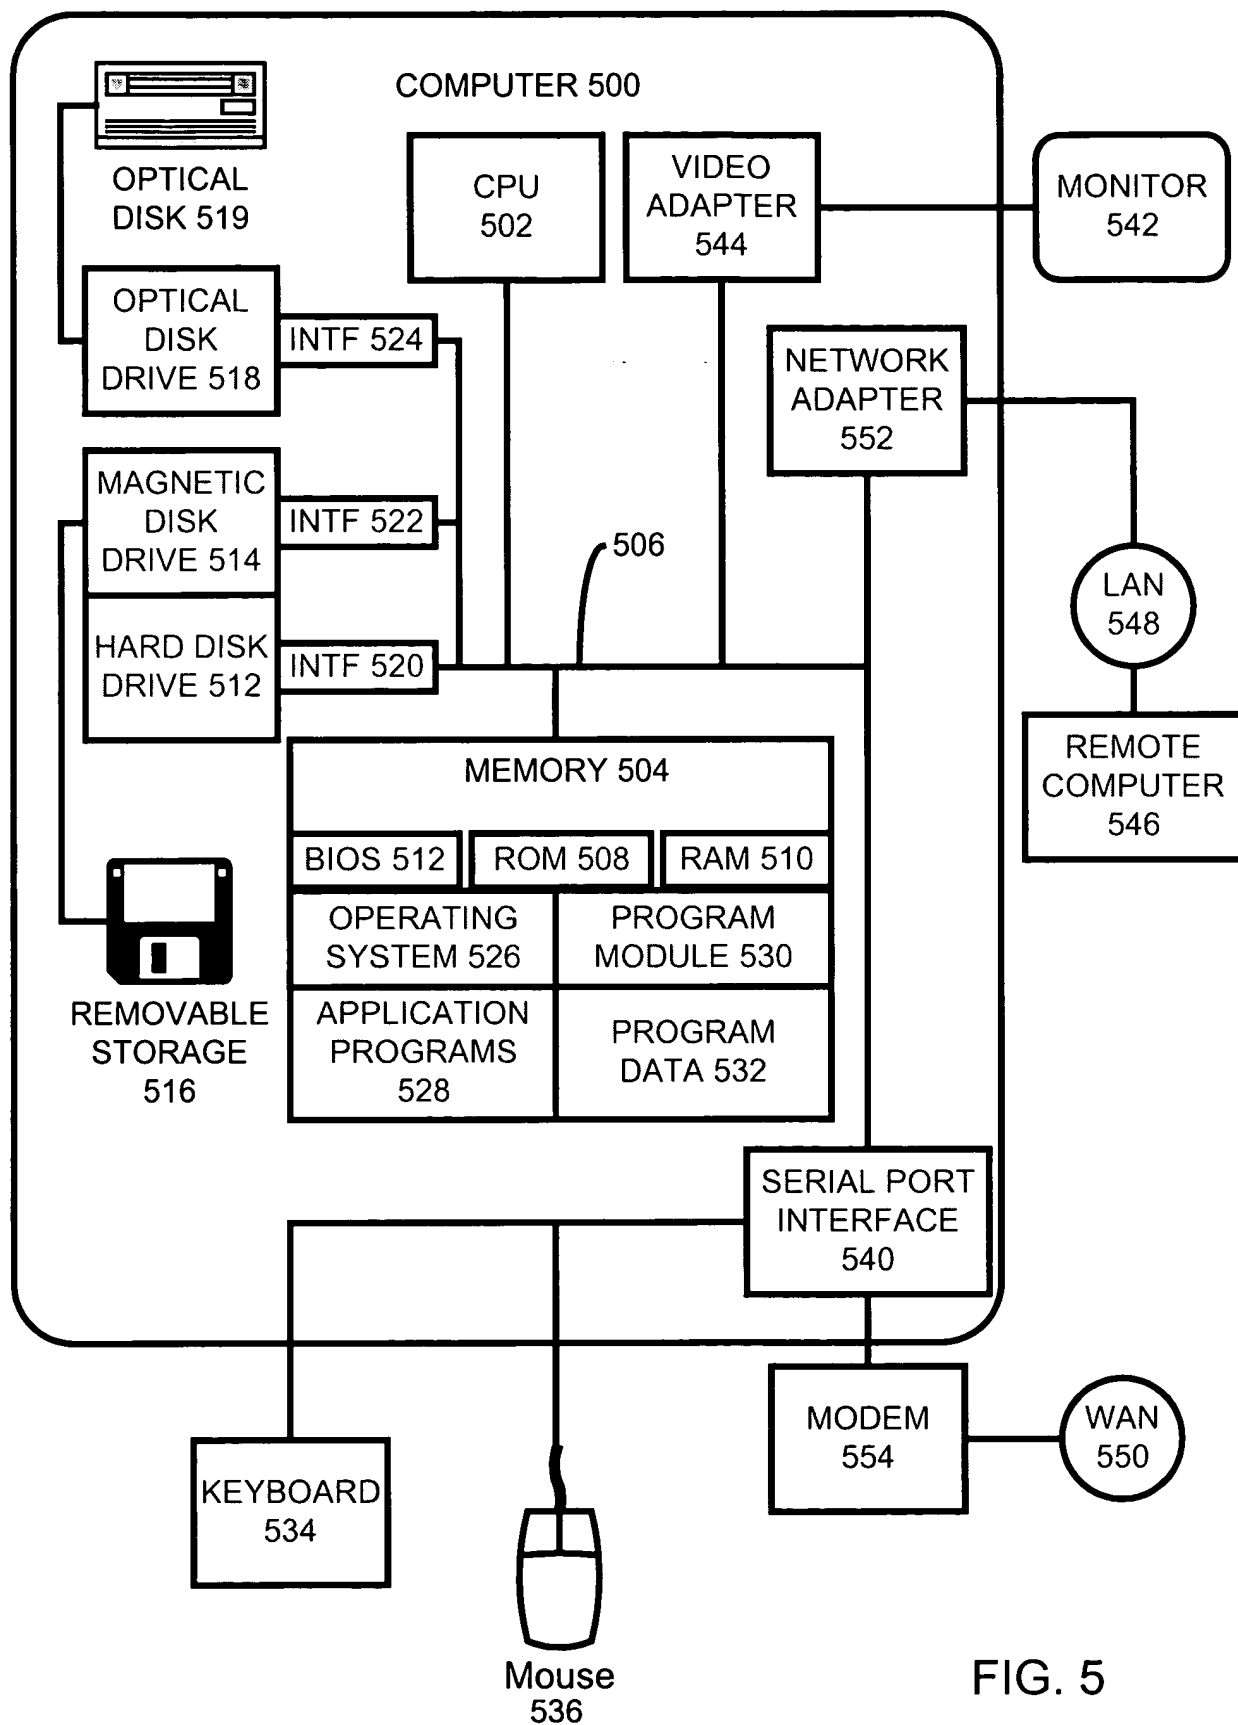 COMPUTER 500
OPTICAL
DISK 519
CPU
502
VIDEO
ADAPTER
544
MONITOR
542
OPTICAL
DISK
DRIVE 518
INTF 524
NETWORK
ADAPTER
552
MAGNETIC
DISK
DRIVE 514
INTF 522
506
LAN
548
HARD DISK
DRIVE 512
INTF 520
REMOTE
COMPUTER
546
MEMORY 504
BIOS 512
ROM 508
RAM 510
OPERATING
SYSTEM 526
PROGRAM
MODULE 530
APPLICATION
PROGRAMS
528
PROGRAM
DATA 532
REMOVABLE
STORAGE
516
SERIAL PORT
INTERFACE
540
MODEM
554
WAN
550
KEYBOARD
534
Mouse
536
FIG. 5